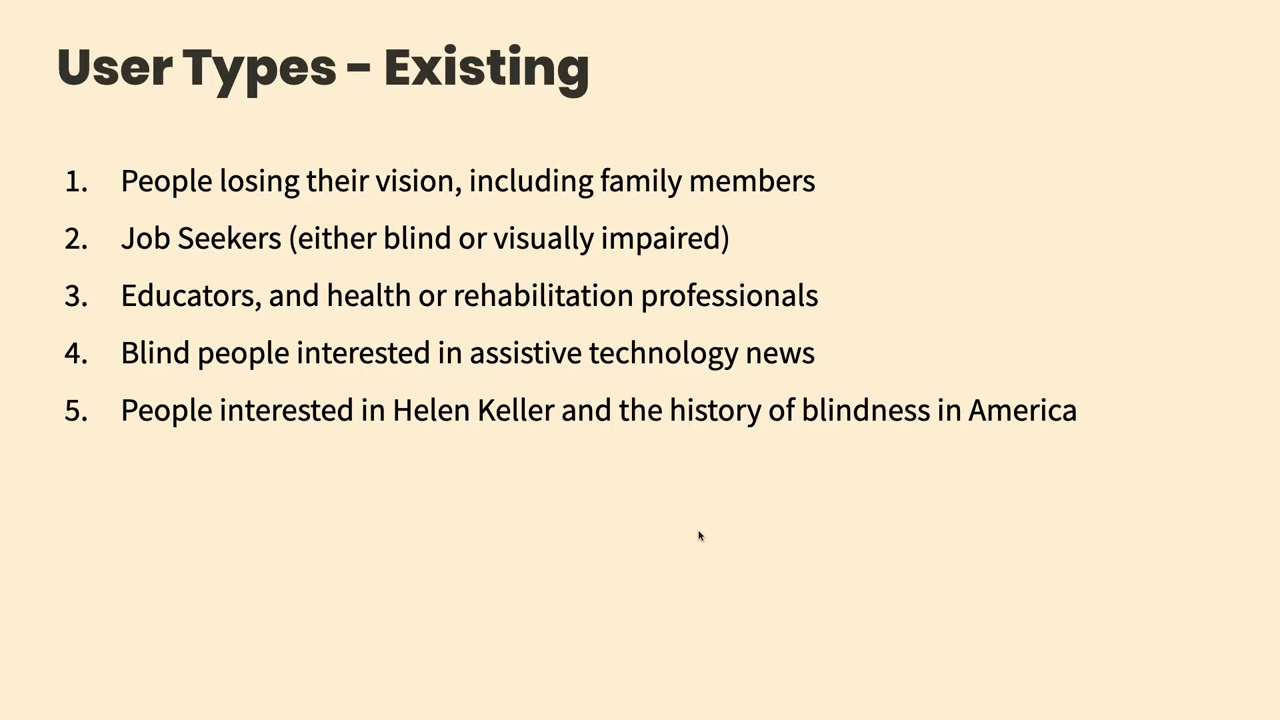 User Types - Existing
1. People losing their vision, including family members
2. Job Seekers (either blind or visually impaired)
3. Educators, and health or rehabilitation professionals
4. Blind people interested in assistive technology news
5. People interested in Helen Keller and the history of blindness in America